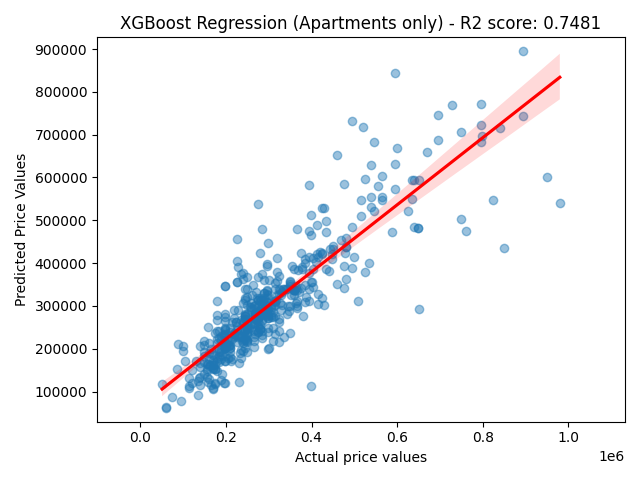 XGBoost Regression (Apartments only) - R2 score: 0.7481
900000
800000
700000
600000
500000
400000
300000
200000
100000
Predicted Price Values
0.0 0.2 0.4 0.6 0.8 1.0
1e6
Actual price values